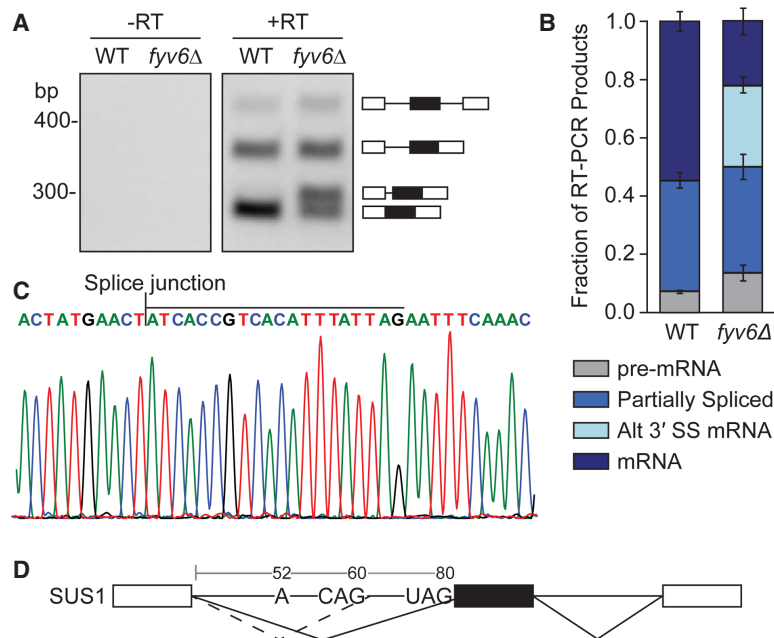 A
-RT +RT
WT fyv6Δ WT fyv6Δ
bp
400-
300-
B
Fraction of RT-PCR Products
1.0
0.8
0.6
0.4
0.2
0.0
WT fyv6Δ
pre-mRNA
Partially Spliced
Alt 3′ SS mRNA
mRNA
C
Splice junction
ACTATGAACTATCACCGTCACATTTATTAGAATTTCAAAC
D
52 60 80
SUS1 A CAG UAG